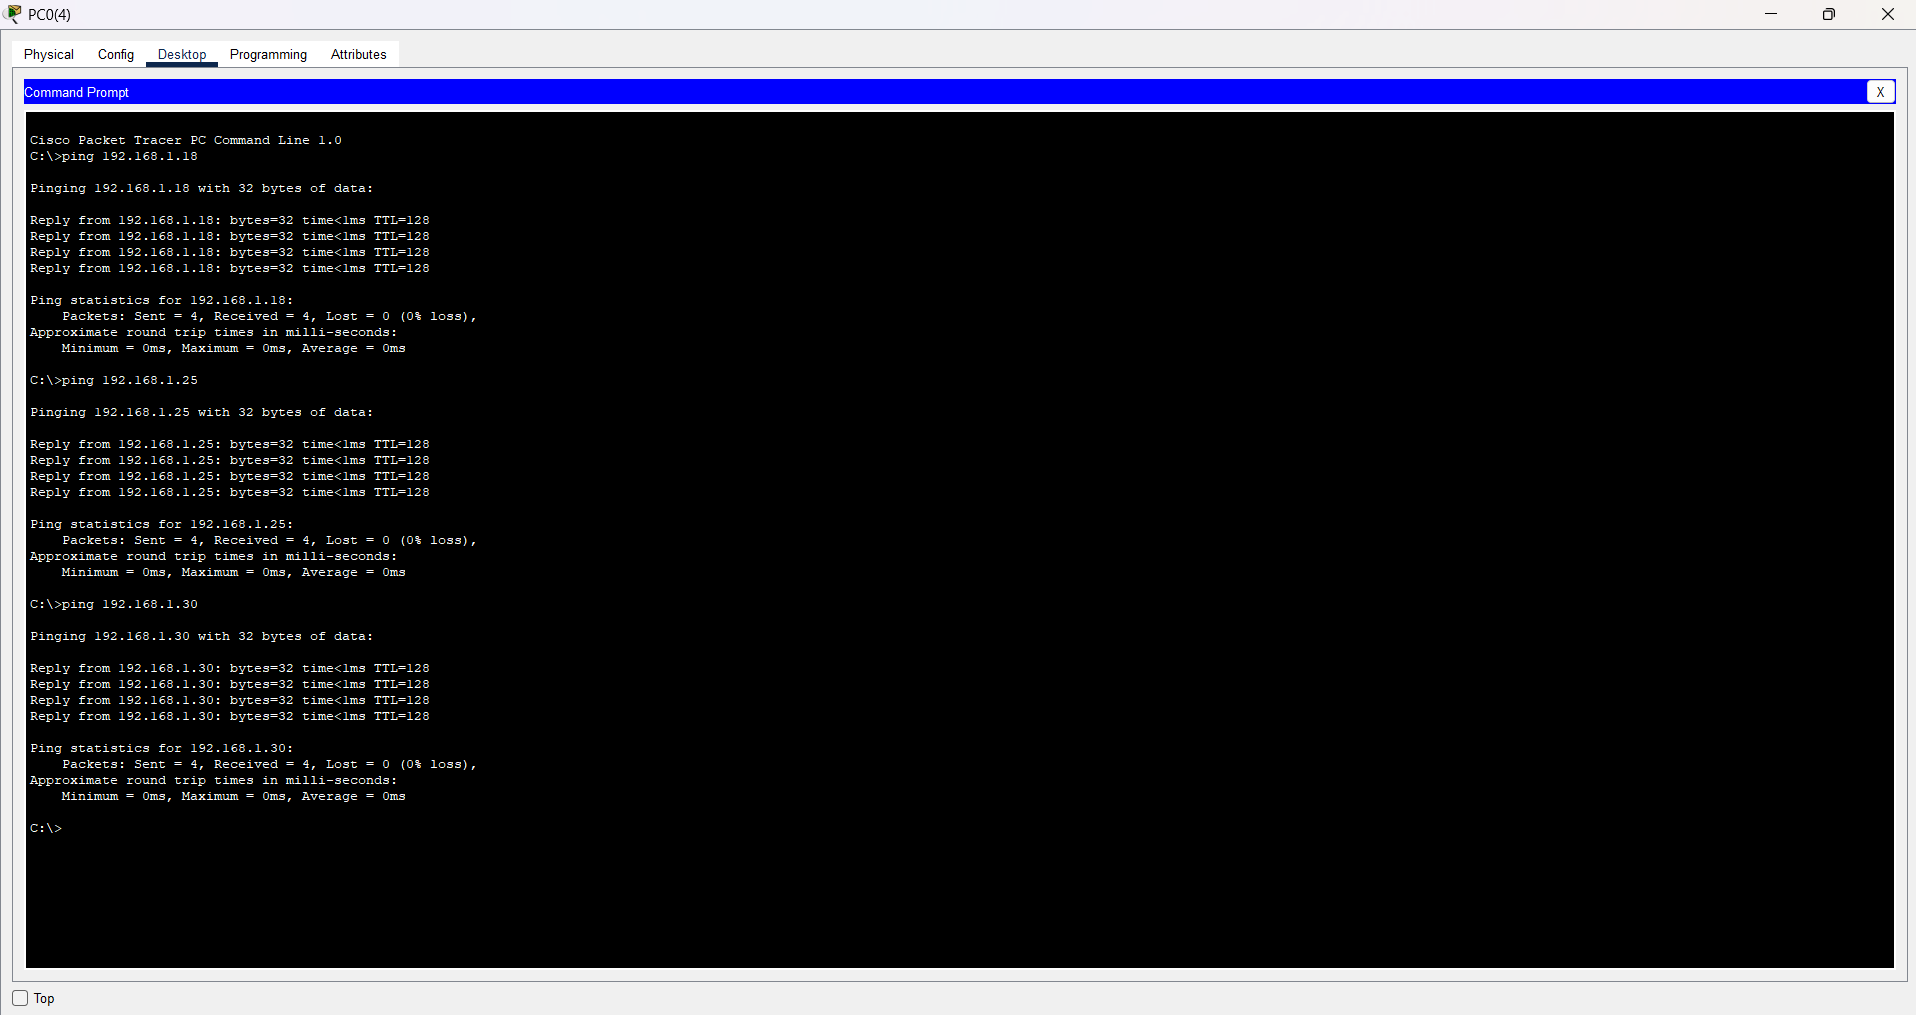 PC0(4)
Physical Config Desktop Programming Attributes
Command Prompt
X
Cisco Packet Tracer PC Command Line 1.0
C:\>ping 192.168.1.18
Pinging 192.168.1.18 with 32 bytes of data:
Reply from 192.168.1.18: bytes=32 time<1ms TTL=128
Reply from 192.168.1.18: bytes=32 time<1ms TTL=128
Reply from 192.168.1.18: bytes=32 time<1ms TTL=128
Reply from 192.168.1.18: bytes=32 time<1ms TTL=128
Ping statistics for 192.168.1.18:
Packets: Sent = 4, Received = 4, Lost = 0 (0% loss),
Approximate round trip times in milli-seconds:
Minimum = 0ms, Maximum = 0ms, Average = 0ms
C:\>ping 192.168.1.25
Pinging 192.168.1.25 with 32 bytes of data:
Reply from 192.168.1.25: bytes=32 time<1ms TTL=128
Reply from 192.168.1.25: bytes=32 time<1ms TTL=128
Reply from 192.168.1.25: bytes=32 time<1ms TTL=128
Reply from 192.168.1.25: bytes=32 time<1ms TTL=128
Ping statistics for 192.168.1.25:
Packets: Sent = 4, Received = 4, Lost = 0 (0% loss),
Approximate round trip times in milli-seconds:
Minimum = 0ms, Maximum = 0ms, Average = 0ms
C:\>ping 192.168.1.30
Pinging 192.168.1.30 with 32 bytes of data:
Reply from 192.168.1.30: bytes=32 time<1ms TTL=128
Reply from 192.168.1.30: bytes=32 time<1ms TTL=128
Reply from 192.168.1.30: bytes=32 time<1ms TTL=128
Reply from 192.168.1.30: bytes=32 time<1ms TTL=128
Ping statistics for 192.168.1.30:
Packets: Sent = 4, Received = 4, Lost = 0 (0% loss),
Approximate round trip times in milli-seconds:
Minimum = 0ms, Maximum = 0ms, Average = 0ms
C:\>
Top